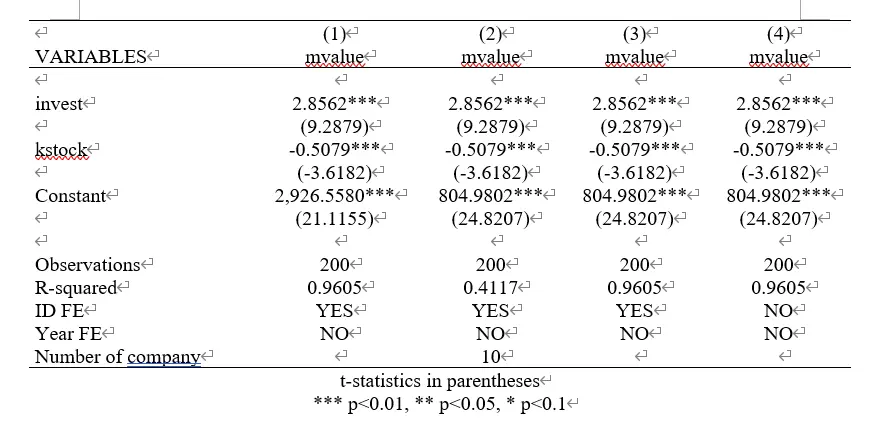 (1) (2) (3) (4)
VARIABLES mvalue mvalue mvalue mvalue
invest 2.8562*** 2.8562*** 2.8562*** 2.8562***
(9.2879) (9.2879) (9.2879) (9.2879)
kstock -0.5079*** -0.5079*** -0.5079*** -0.5079***
(-3.6182) (-3.6182) (-3.6182) (-3.6182)
Constant 2,926.5580*** 804.9802*** 804.9802*** 804.9802***
(21.1155) (24.8207) (24.8207) (24.8207)
Observations 200 200 200 200
R-squared 0.9605 0.4117 0.9605 0.9605
ID FE YES YES YES NO
Year FE NO NO NO NO
Number of company 10
t-statistics in parentheses
*** p<0.01, ** p<0.05, * p<0.1